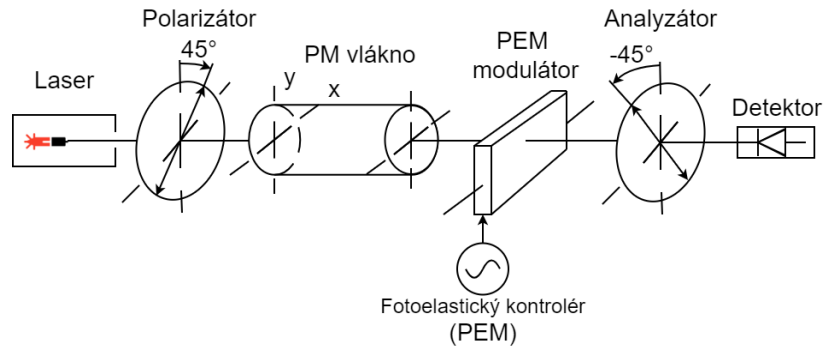 Polarizátor
45°
Laser
y
PM vlákno
x
PEM
modulátor
Analyzátor
-45°
Detektor
Fotoelastický kontrolér
(PEM)